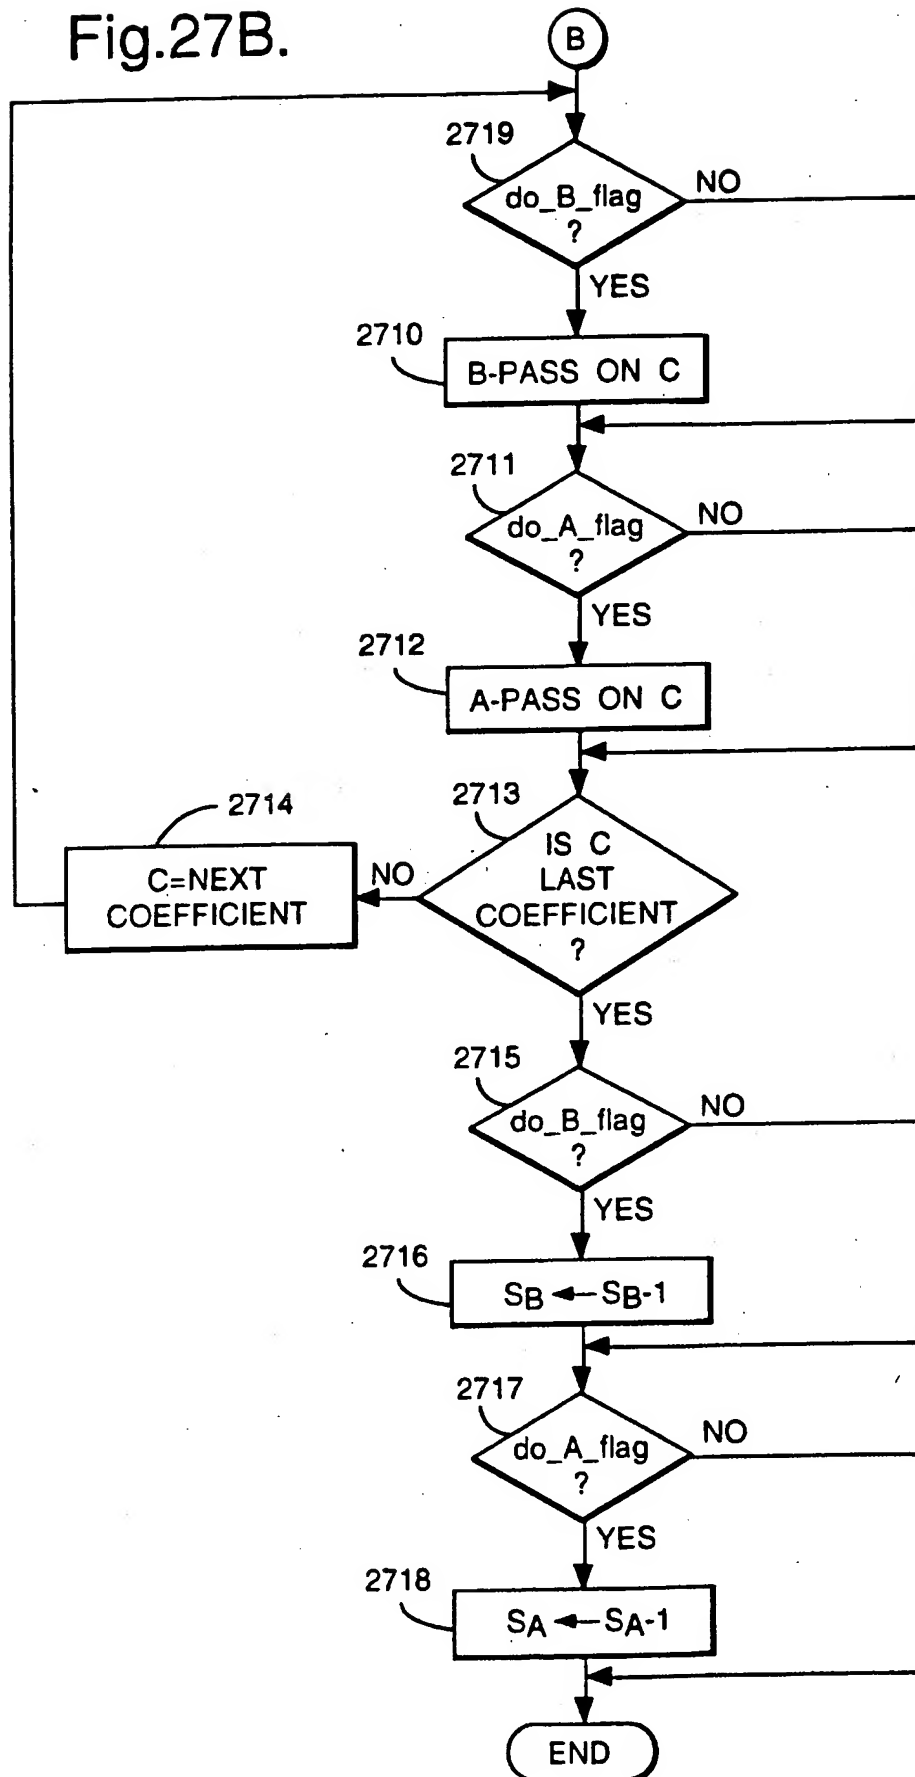 Fig.27B.
B
2719
do_B_flag
?
NO
YES
2710
B-PASS ON C
2711
do_A_flag
?
NO
YES
2712
A-PASS ON C
2713
IS C
LAST
COEFFICIENT
?
NO
2714
C=NEXT
COEFFICIENT
YES
2715
do_B_flag
?
NO
YES
2716
SB ← SB-1
2717
do_A_flag
?
NO
YES
2718
SA ← SA-1
END